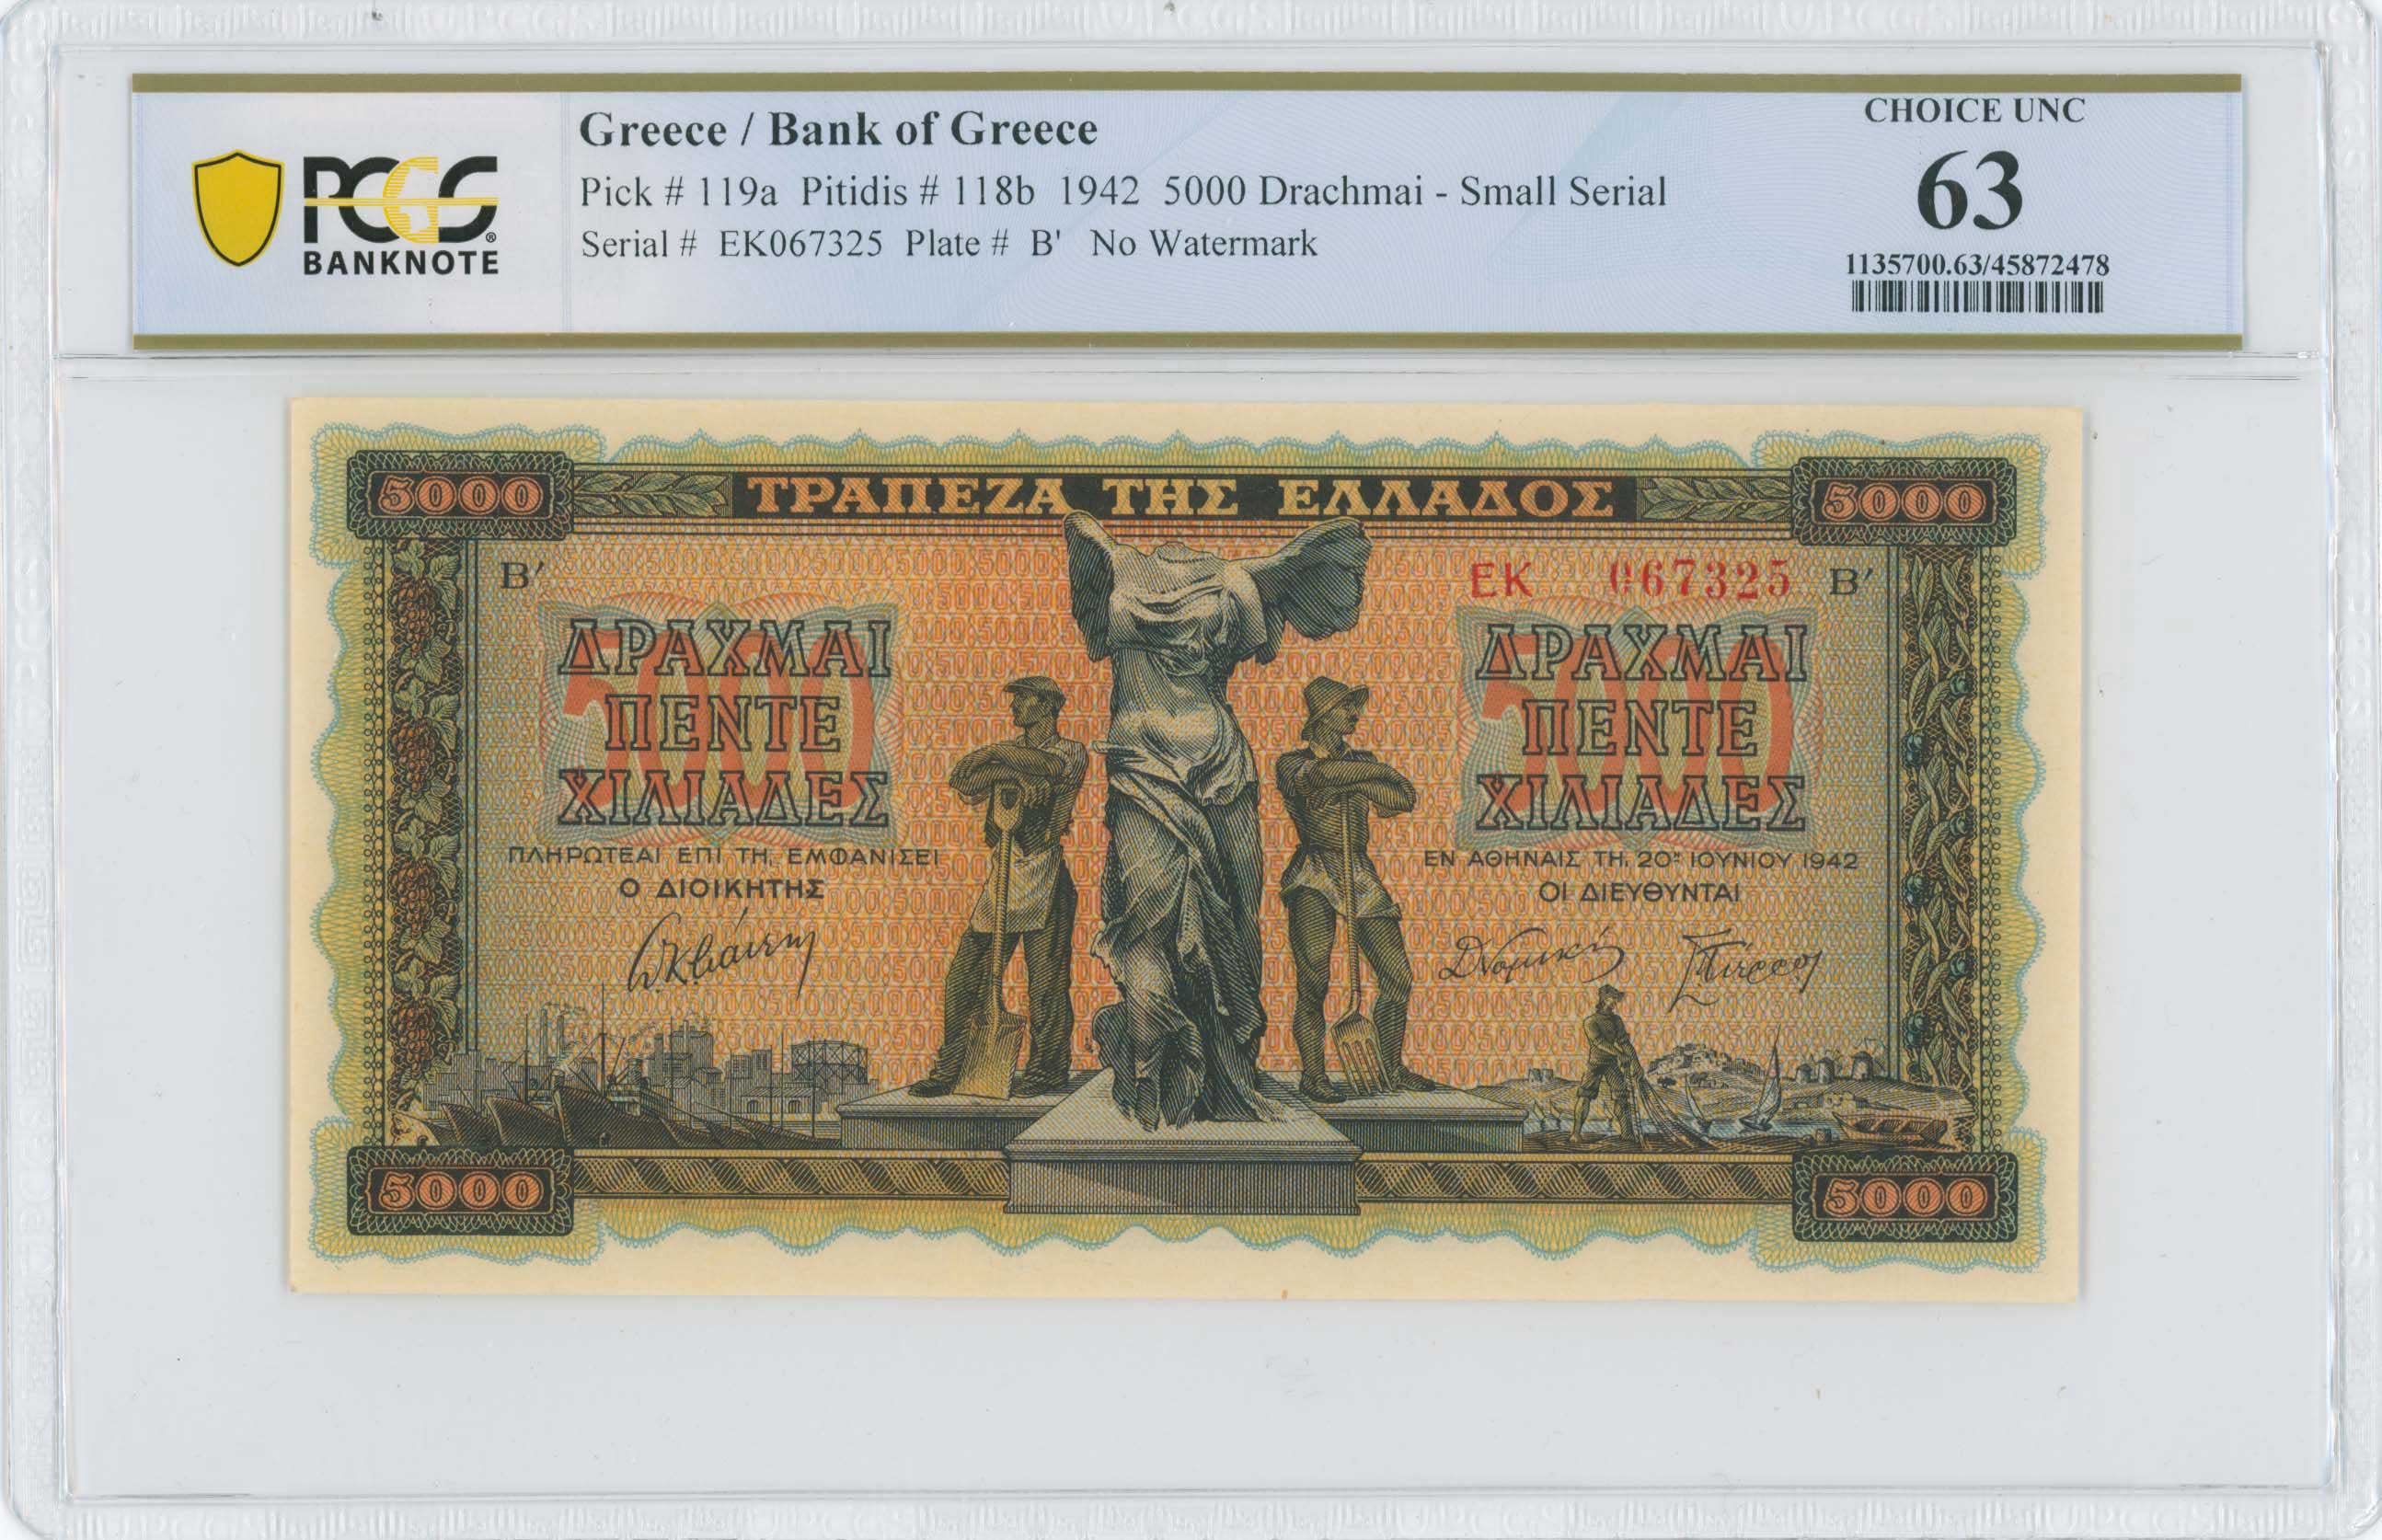 PCGS
BANKNOTE
Greece / Bank of Greece
Pick # 119a Pitidis # 118b 1942 5000 Drachmai - Small Serial
Serial # EK067325 Plate # B' No Watermark
CHOICE UNC
63
1135700.63/45872478
5000 ΤΡΑΠΕΖΑ ΤΗΣ ΕΛΛΑΔΟΣ 5000
Β′ ΕΚ 067325 Β′
ΔΡΑΧΜΑΙ
ΠΕΝΤΕ
ΧΙΛΙΑΔΕΣ
5000
ΠΛΗΡΩΤΕΑΙ ΕΠΙ ΤΗ, ΕΜΦΑΝΙΣΕΙ
Ο ΔΙΟΙΚΗΤΗΣ
ΔΡΑΧΜΑΙ
ΠΕΝΤΕ
ΧΙΛΙΑΔΕΣ
5000
ΕΝ ΑΘΗΝΑΙΣ ΤΗ, 20ῌ ΙΟΥΝΙΟΥ 1942
ΟΙ ΔΙΕΥΘΥΝΤΑΙ
5000 5000